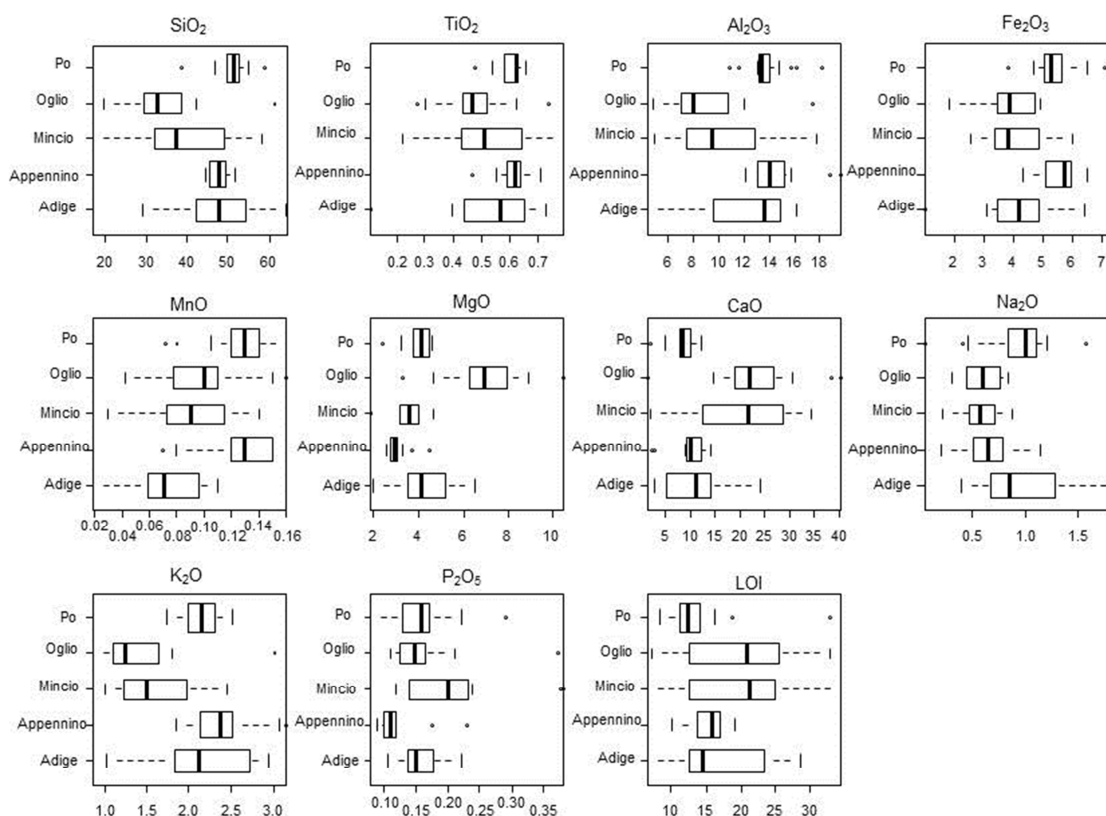 SiO₂
Po
Oglio
Mincio
Appennino
Adige
20 30 40 50 60
TiO₂
Po
Oglio
Mincio
Appennino
Adige
0.2 0.3 0.4 0.5 0.6 0.7
Al₂O₃
Po
Oglio
Mincio
Appennino
Adige
6 8 10 12 14 16 18
Fe₂O₃
Po
Oglio
Mincio
Appennino
Adige
2 3 4 5 6 7
MnO
Po
Oglio
Mincio
Appennino
Adige
0.02 0.04 0.06 0.08 0.10 0.12 0.14 0.16
MgO
Po
Oglio
Mincio
Appennino
Adige
2 4 6 8 10
CaO
Po
Oglio
Mincio
Appennino
Adige
5 10 15 20 25 30 35 40
Na₂O
Po
Oglio
Mincio
Appennino
Adige
0.5 1.0 1.5
K₂O
Po
Oglio
Mincio
Appennino
Adige
1.0 1.5 2.0 2.5 3.0
P₂O₅
Po
Oglio
Mincio
Appennino
Adige
0.10 0.15 0.20 0.25 0.30 0.35
LOI
Po
Oglio
Mincio
Appennino
Adige
10 15 20 25 30